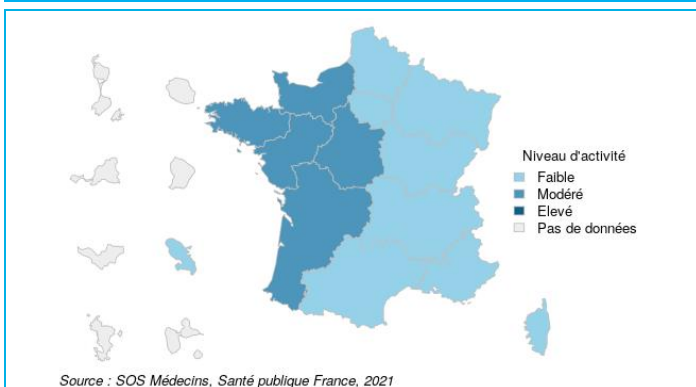 Niveau d'activité
Faible
Modéré
Elevé
Pas de données
Source : SOS Médecins, Santé publique France, 2021